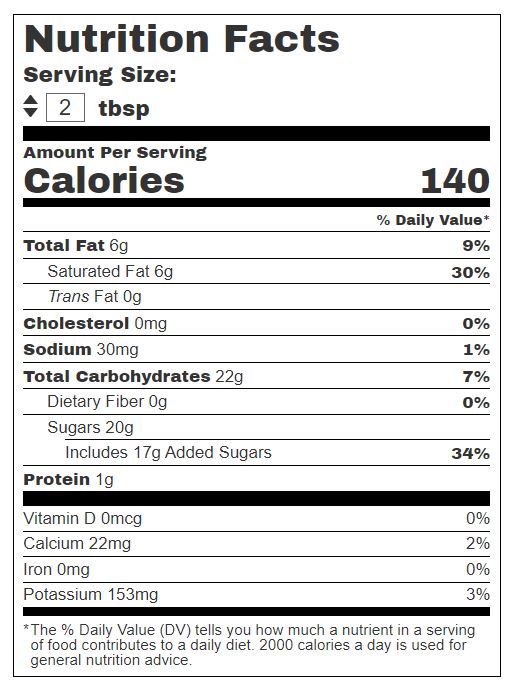 Nutrition Facts
Serving Size:
2 tbsp
Amount Per Serving
Calories 140
% Daily Value*
Total Fat 6g 9%
Saturated Fat 6g 30%
Trans Fat 0g
Cholesterol 0mg 0%
Sodium 30mg 1%
Total Carbohydrates 22g 7%
Dietary Fiber 0g 0%
Sugars 20g
Includes 17g Added Sugars 34%
Protein 1g
Vitamin D 0mcg 0%
Calcium 22mg 2%
Iron 0mg 0%
Potassium 153mg 3%
*The % Daily Value (DV) tells you how much a nutrient in a serving
of food contributes to a daily diet. 2000 calories a day is used for
general nutrition advice.